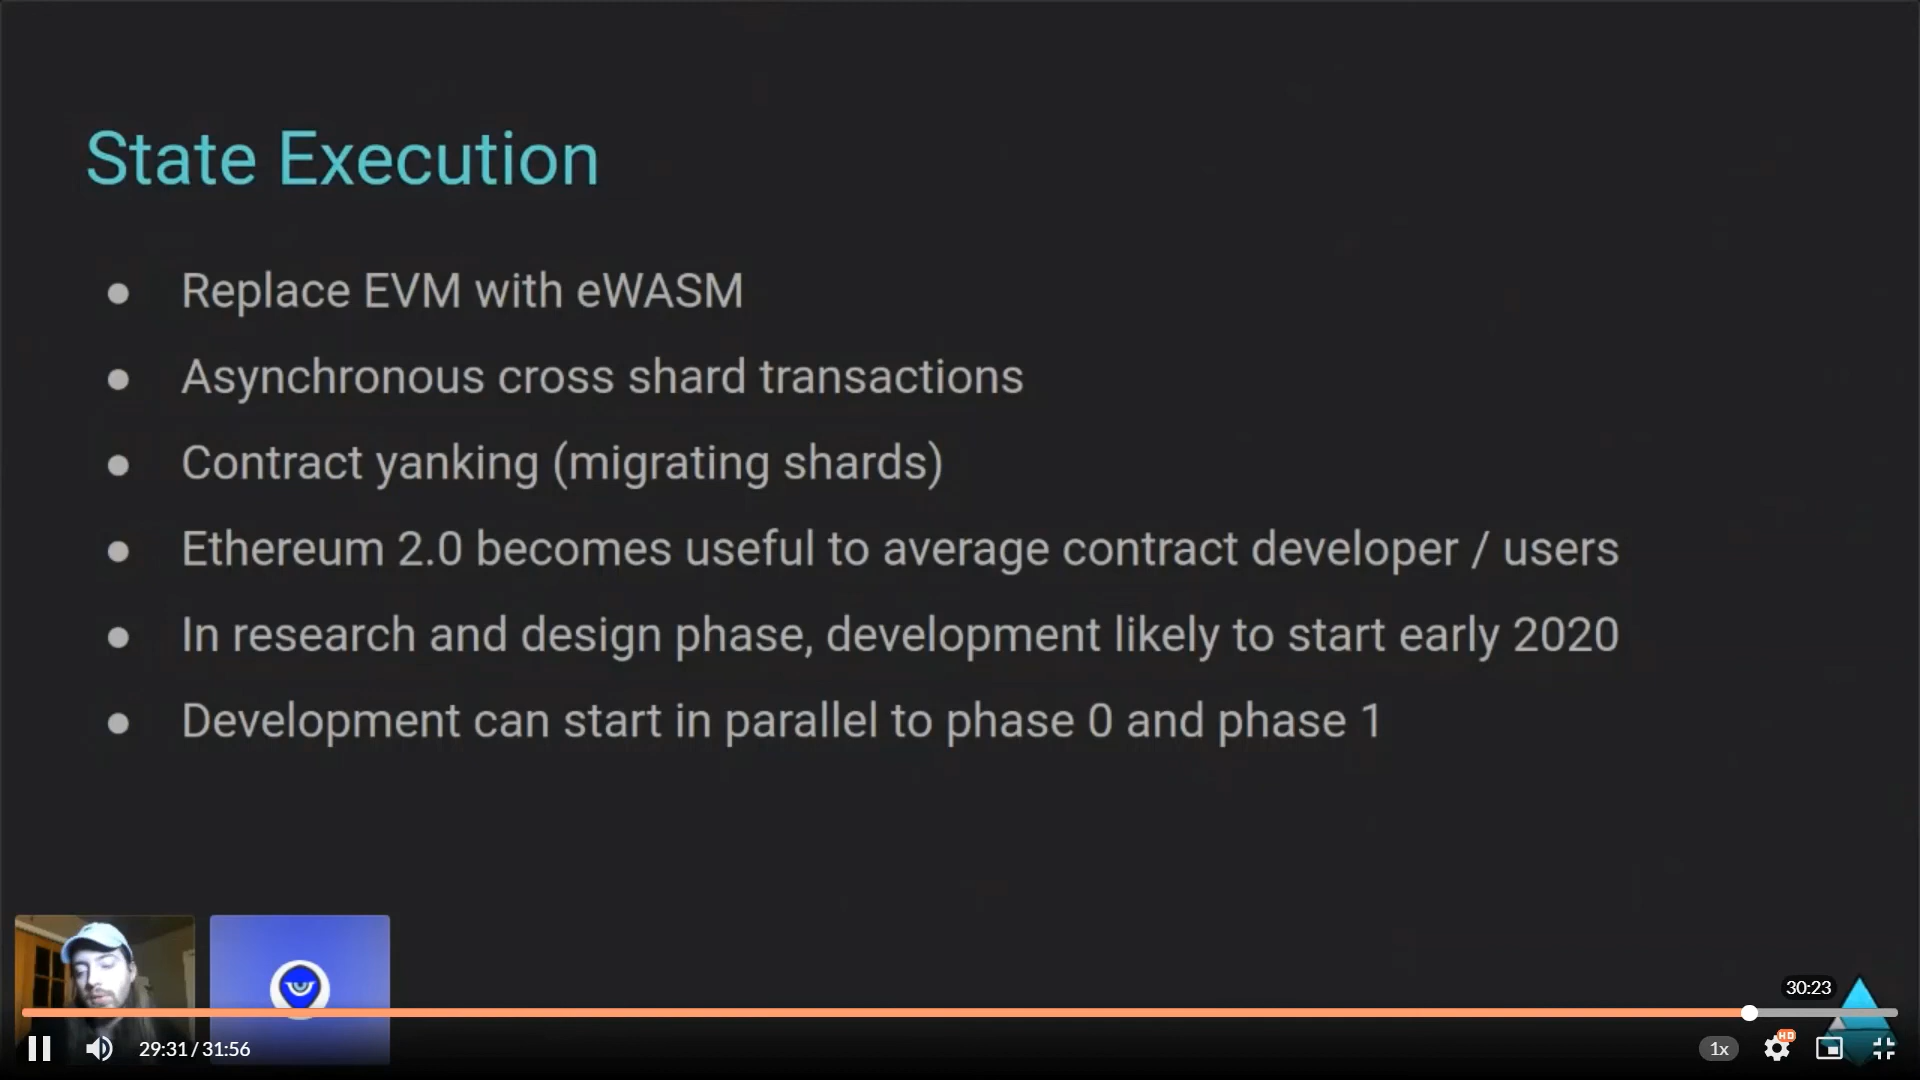 State Execution
● Replace EVM with eWASM
● Asynchronous cross shard transactions
● Contract yanking (migrating shards)
● Ethereum 2.0 becomes useful to average contract developer / users
● In research and design phase, development likely to start early 2020
● Development can start in parallel to phase 0 and phase 1
30:23
29:31 / 31:56
1x
HD